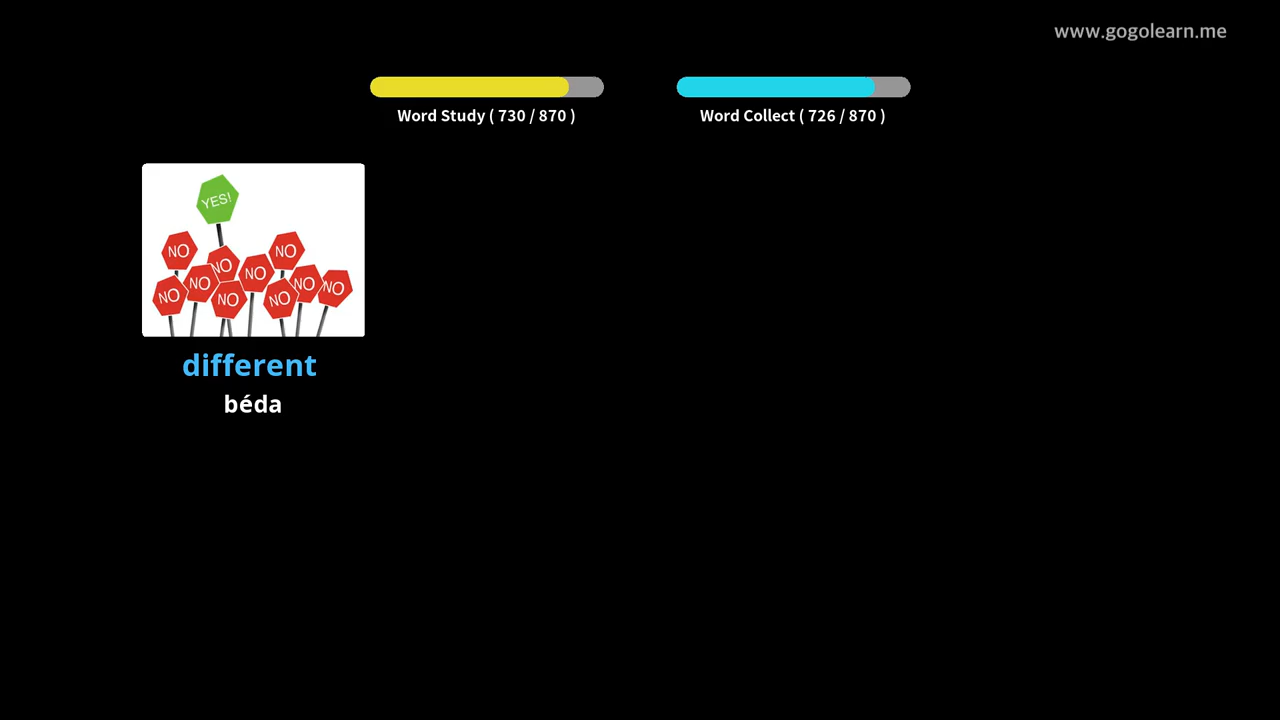 www.gogolearn.me
Word Study ( 730 / 870 )
Word Collect ( 726 / 870 )
YES!
NO
NO
NO
NO
NO
NO
NO
NO
NO
NO
different
béda